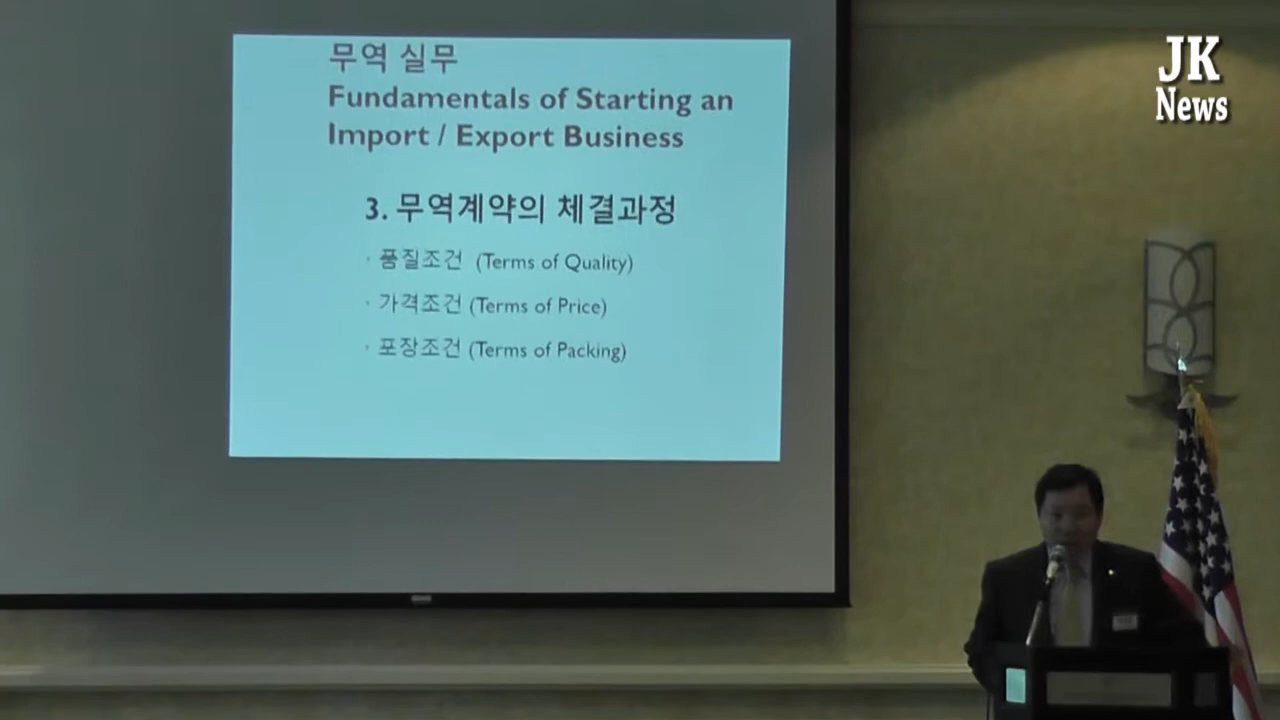 무역 실무
Fundamentals of Starting an
Import / Export Business
3. 무역계약의 체결과정
· 품질조건 (Terms of Quality)
· 가격조건 (Terms of Price)
· 포장조건 (Terms of Packing)
JK
News